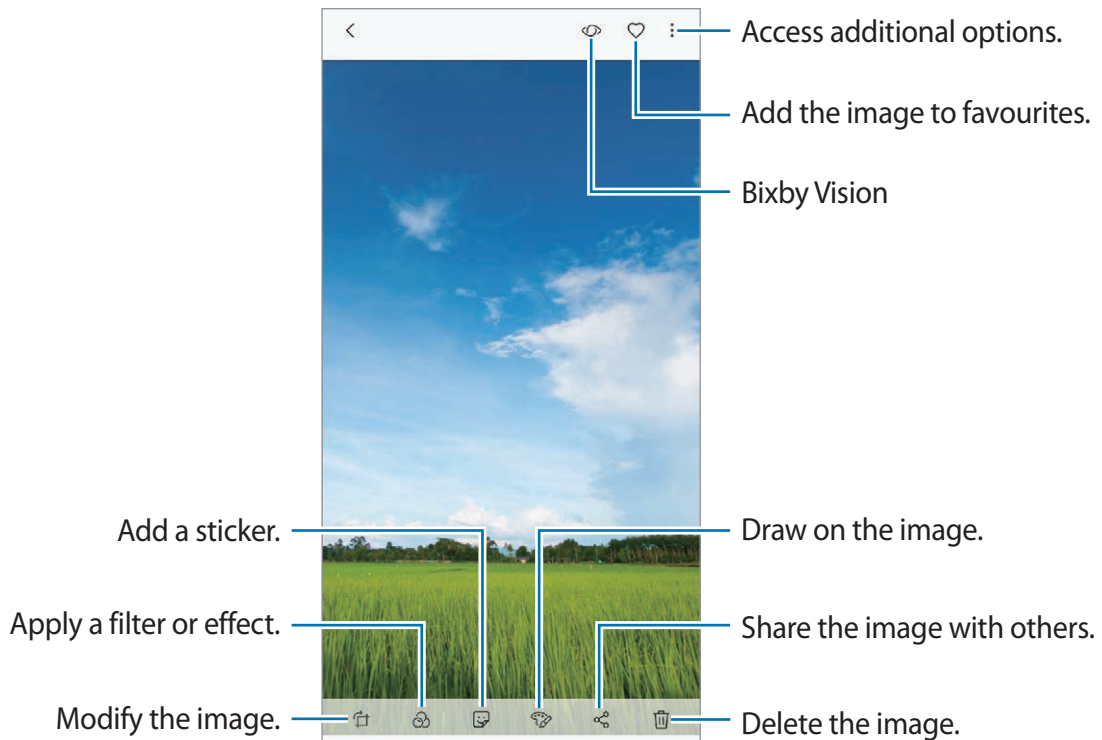 Access additional options.
Add the image to favourites.
Bixby Vision
Add a sticker.
Draw on the image.
Apply a filter or effect.
Share the image with others.
Modify the image.
Delete the image.